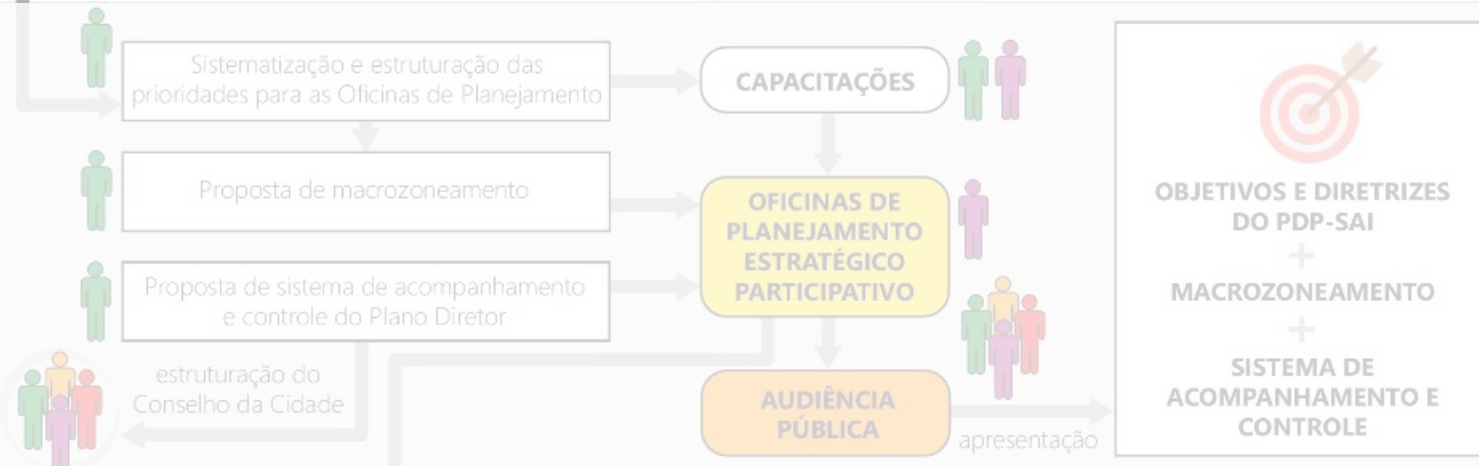 Sistematização e estruturação das
prioridades para as Oficinas de Planejamento
CAPACITAÇÕES
Proposta de macrozoneamento
OFICINAS DE
PLANEJAMENTO
ESTRATÉGICO
PARTICIPATIVO
Proposta de sistema de acompanhamento
e controle do Plano Diretor
estruturação do
Conselho da Cidade
AUDIÊNCIA
PÚBLICA
apresentação
OBJETIVOS E DIRETRIZES
DO PDP-SAI
+
MACROZONEAMENTO
+
SISTEMA DE
ACOMPANHAMENTO E
CONTROLE